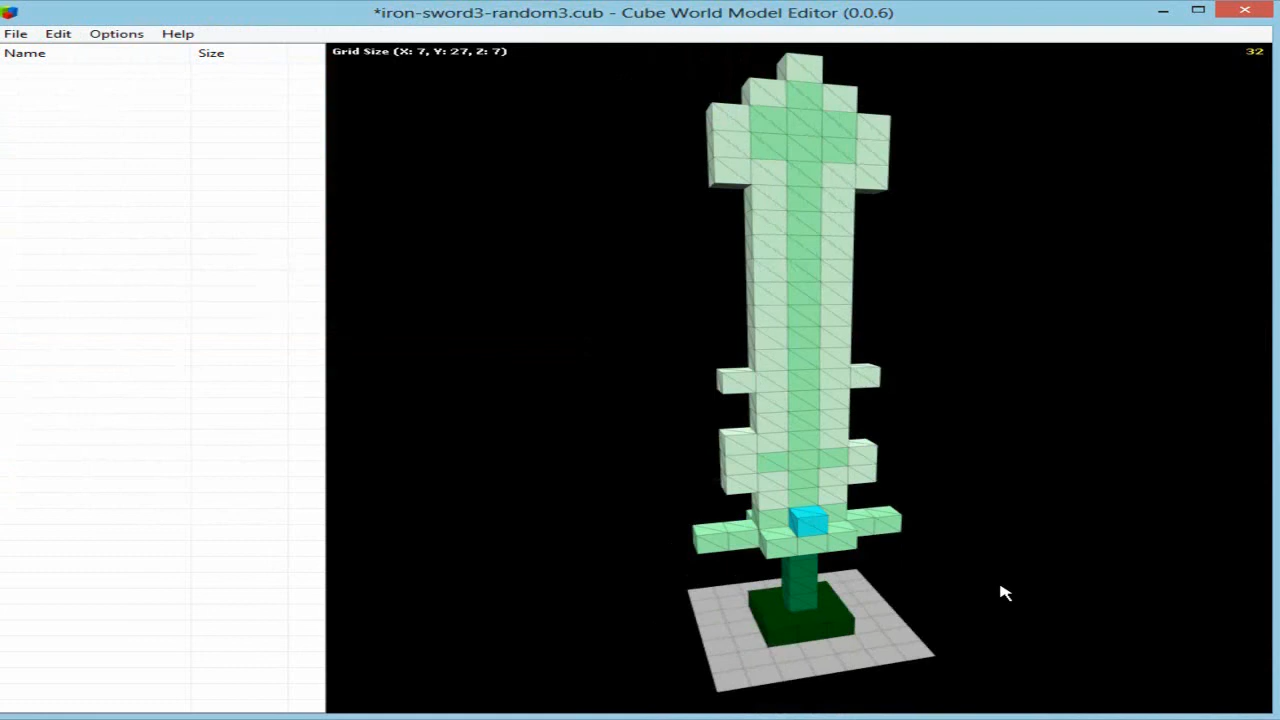 *iron-sword3-random3.cub - Cube World Model Editor (0.0.6)
File Edit Options Help
Name Size
Grid Size (X: 7, Y: 27, Z: 7)
32